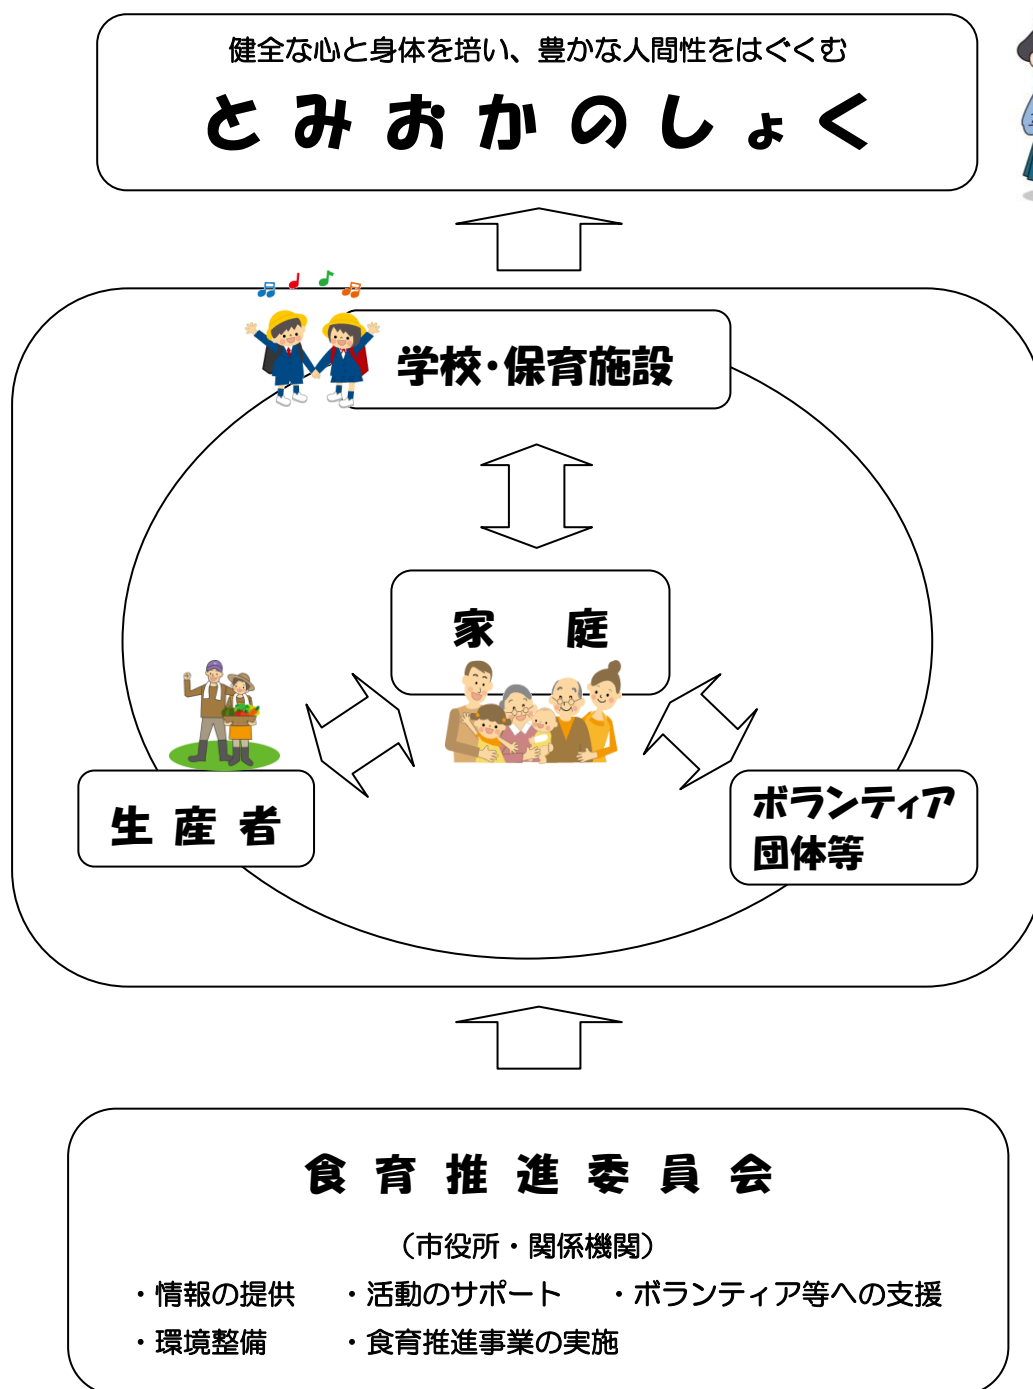 健全な心と身体を培い、豊かな人間性をはぐくむ
とみおかのしょく
学校・保育施設
家　庭
生産者
ボランティア
団体等
食育推進委員会
（市役所・関係機関）
・情報の提供　・活動のサポート　・ボランティア等への支援
・環境整備　・食育推進事業の実施